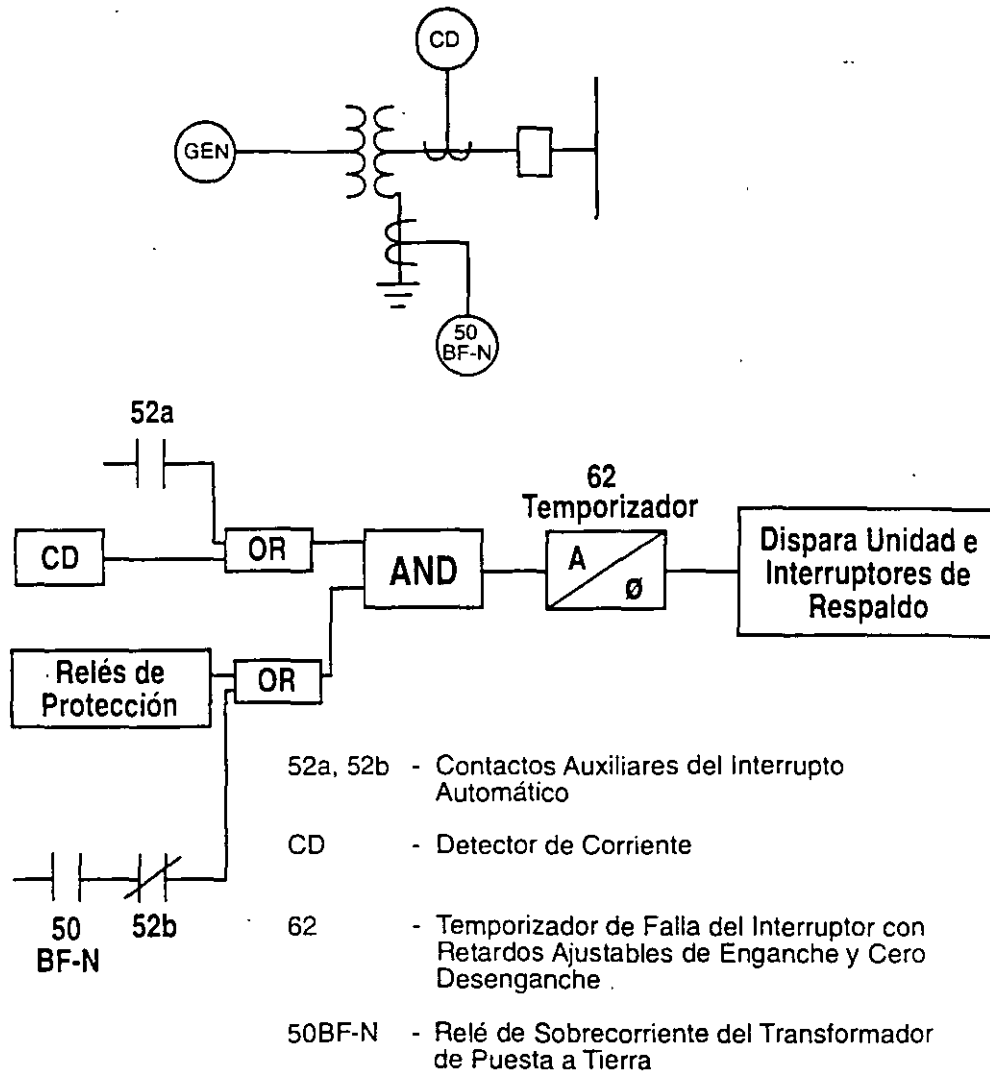 CD
GEN
50
BF-N
52a
62
Temporizador
CD
OR
AND
A
Ø
Dispara Unidad e
Interruptores de
Respaldo
Relés de
Protección
OR
50
BF-N
52b
52a, 52b - Contactos Auxiliares del Interrupto
Automático
CD - Detector de Corriente
62 - Temporizador de Falla del Interruptor con
Retardos Ajustables de Enganche y Cero
Desenganche
50BF-N - Relé de Sobrecorriente del Transformador
de Puesta a Tierra